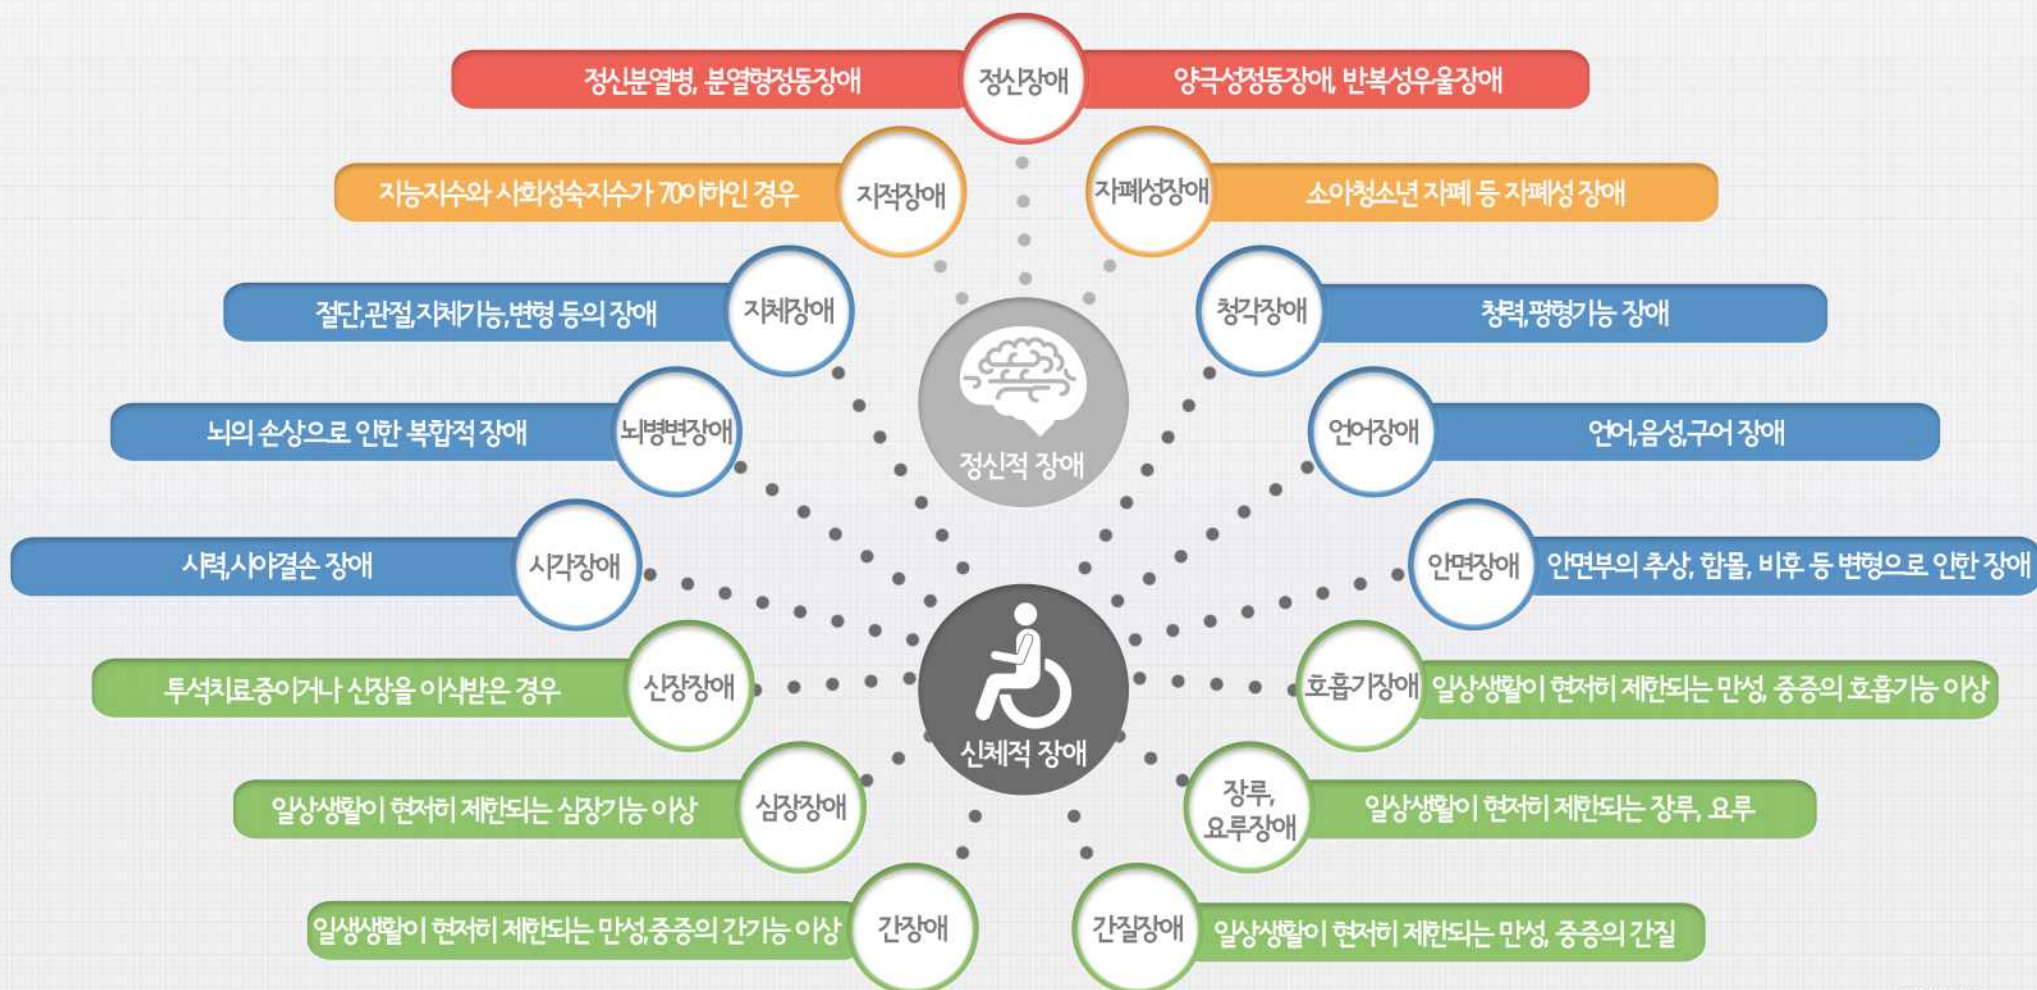 정신분열병, 분열형정동장애
정신장애
양극성정동장애, 반복성우울장애
지능지수와 사회성숙지수가 70이하인 경우
지적장애
자폐성장애
소아청소년 자폐 등 자폐성 장애
절단,관절,지체기능,변형 등의 장애
지체장애
청각장애
청력,평형기능 장애
뇌의 손상으로 인한 복합적 장애
뇌병변장애
정신적 장애
언어장애
언어,음성,구어 장애
시력,시야결손 장애
시각장애
안면장애
안면부의 추상, 함몰, 비후 등 변형으로 인한 장애
투석치료중이거나 신장을 이식받은 경우
신장장애
신체적 장애
호흡기장애
일상생활이 현저히 제한되는 만성, 중증의 호흡기능 이상
일상생활이 현저히 제한되는 심장기능 이상
심장장애
장루,
요루장애
일상생활이 현저히 제한되는 장루, 요루
일생생활이 현저히 제한되는 만성,중증의 간기능 이상
간장애
간질장애
일상생활이 현저히 제한되는 만성, 중증의 간질